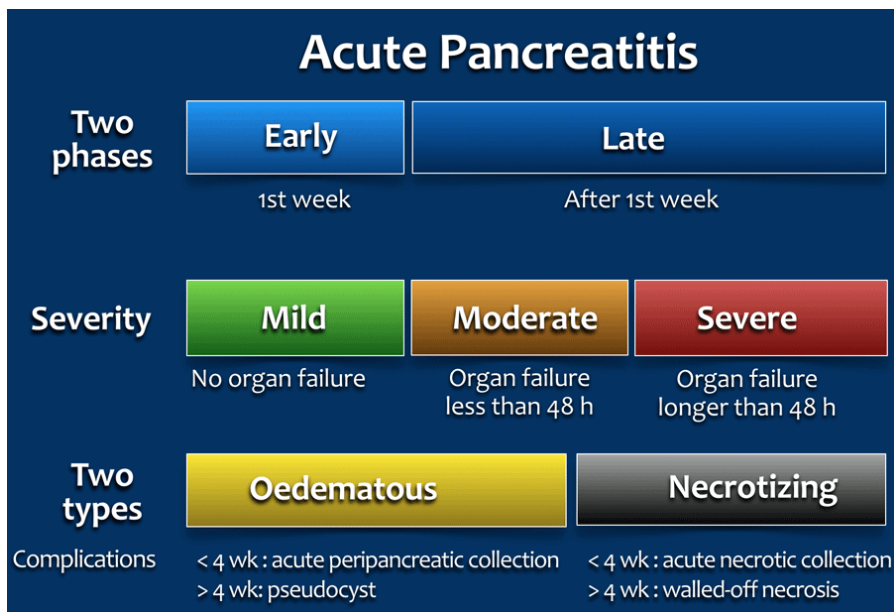 Acute Pancreatitis
Two
phases
Early
Late
1st week
After 1st week
Severity
Mild
Moderate
Severe
No organ failure
Organ failure
less than 48 h
Organ failure
longer than 48 h
Two
types
Oedematous
Necrotizing
Complications
< 4 wk : acute peripancreatic collection
> 4 wk: pseudocyst
< 4 wk : acute necrotic collection
> 4 wk : walled-off necrosis